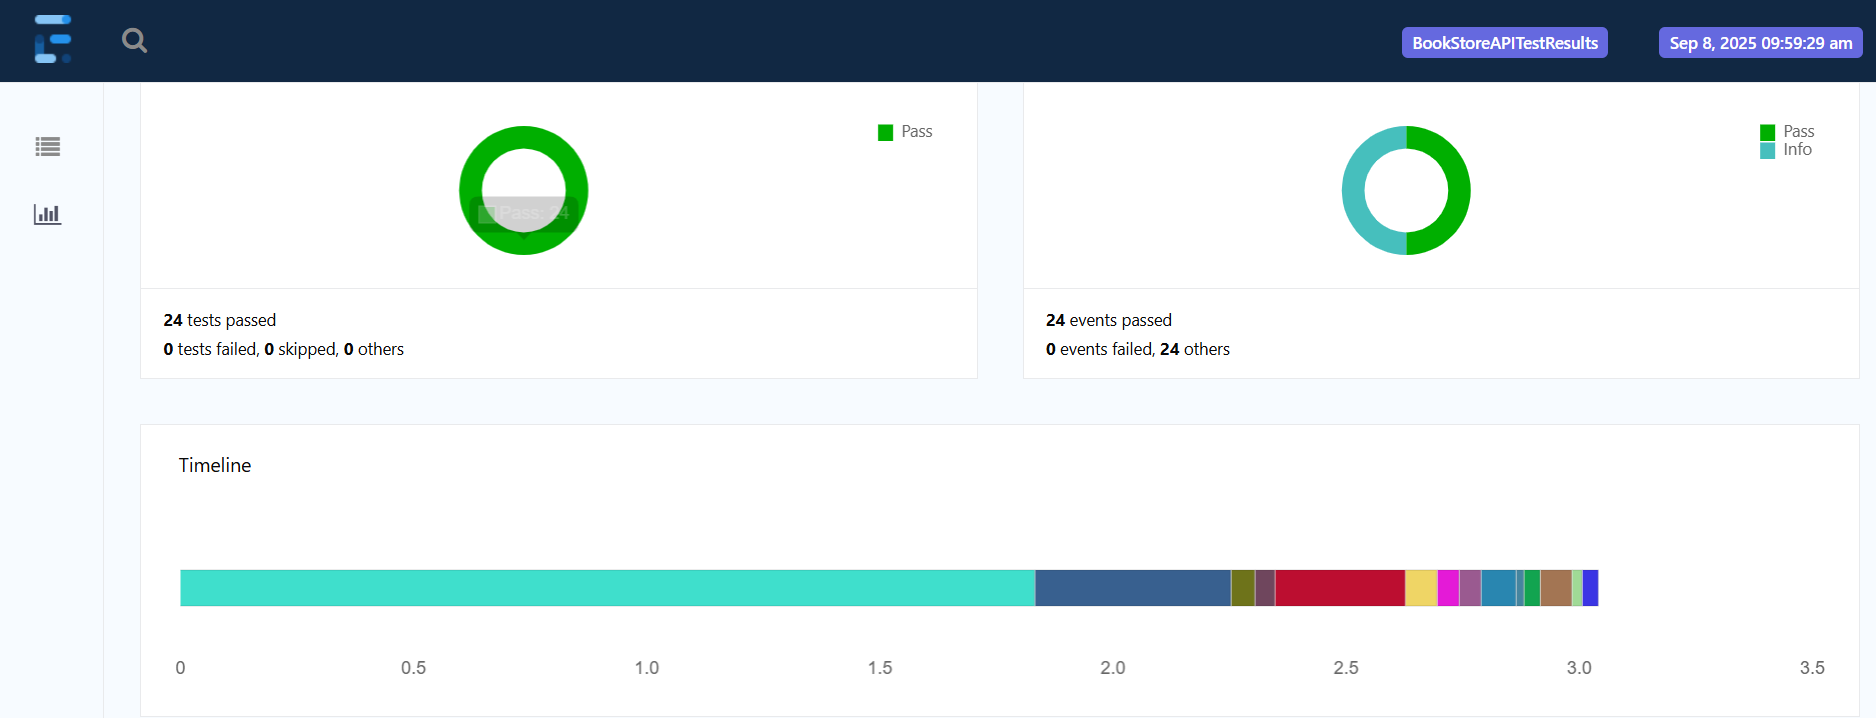 BookStoreAPITestResults
Sep 8, 2025 09:59:29 am
Pass
Pass: 24
Pass
Info
24 tests passed
0 tests failed, 0 skipped, 0 others
24 events passed
0 events failed, 24 others
Timeline
0 0.5 1.0 1.5 2.0 2.5 3.0 3.5